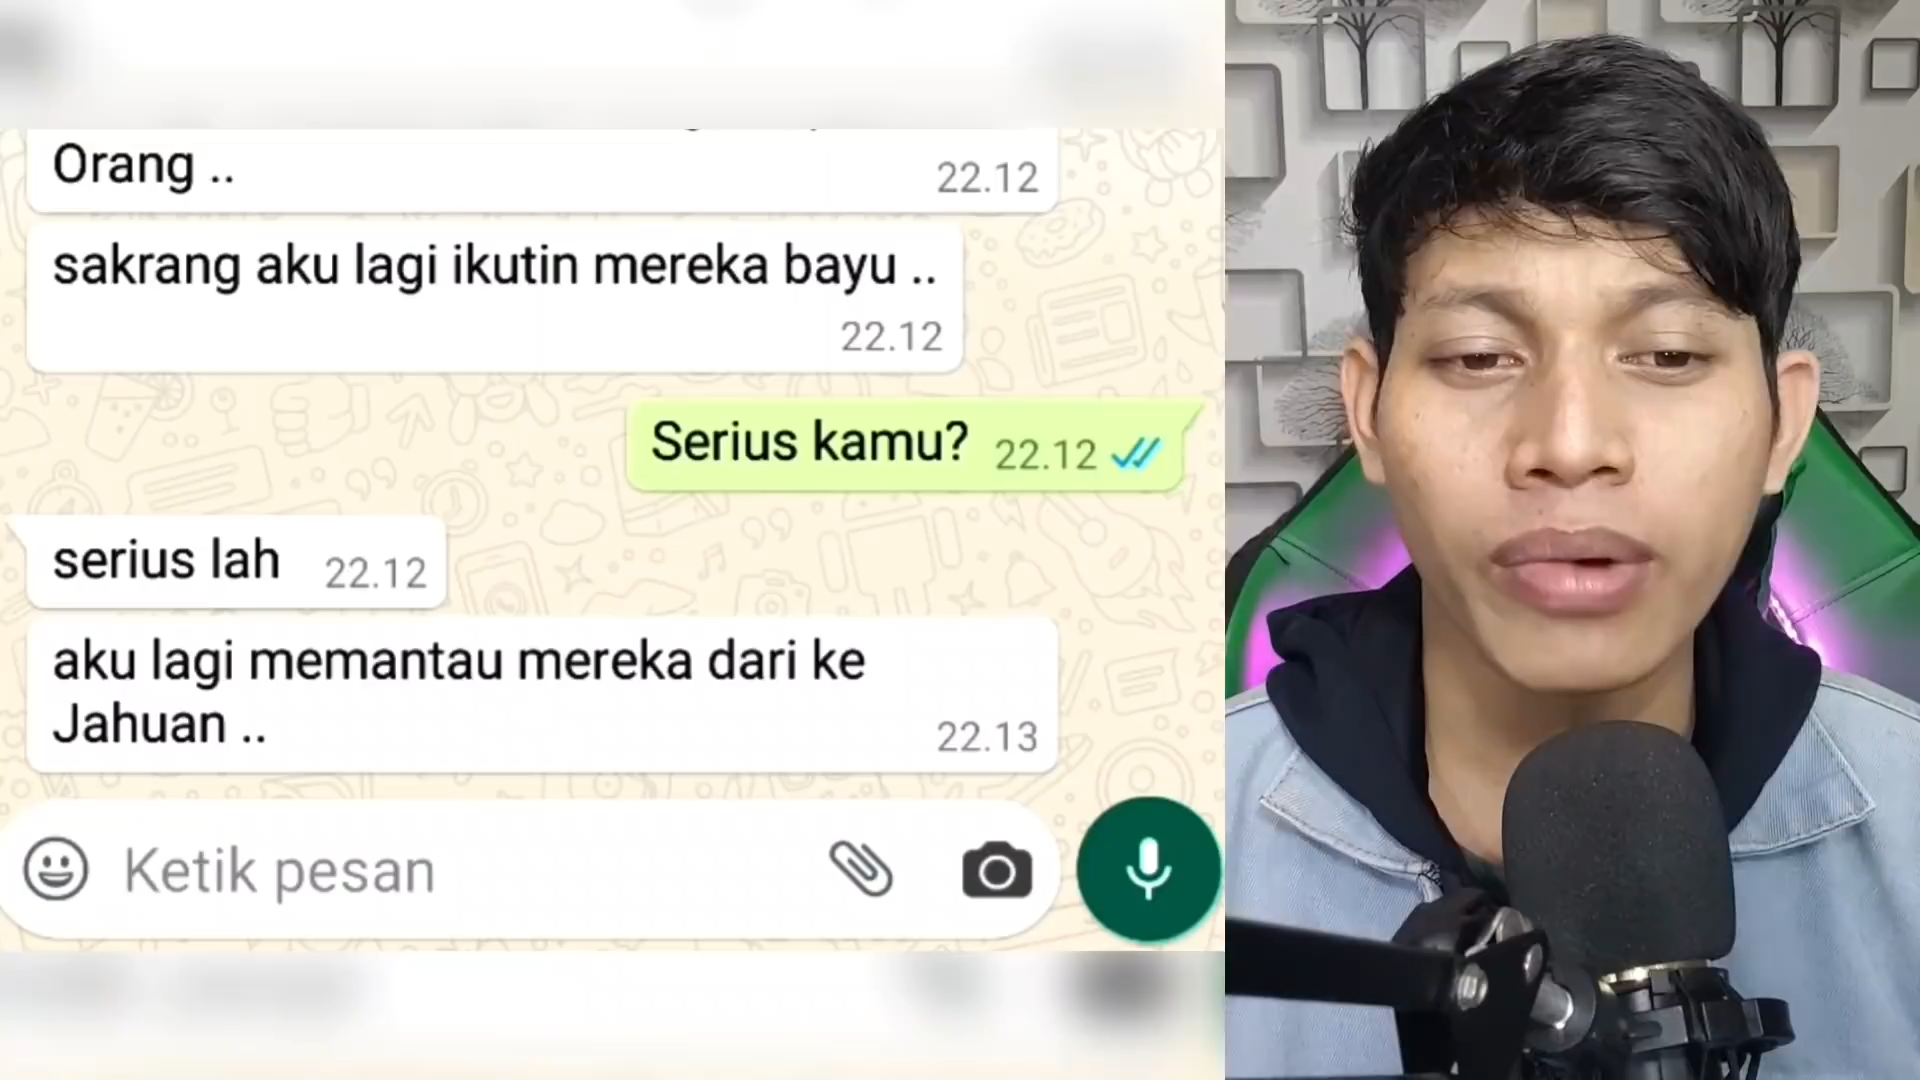 Orang ..
22.12
sakrang aku lagi ikutin mereka bayu ..
22.12
Serius kamu? 22.12
serius lah 22.12
aku lagi memantau mereka dari ke
Jahuan ..
22.13
Ketik pesan